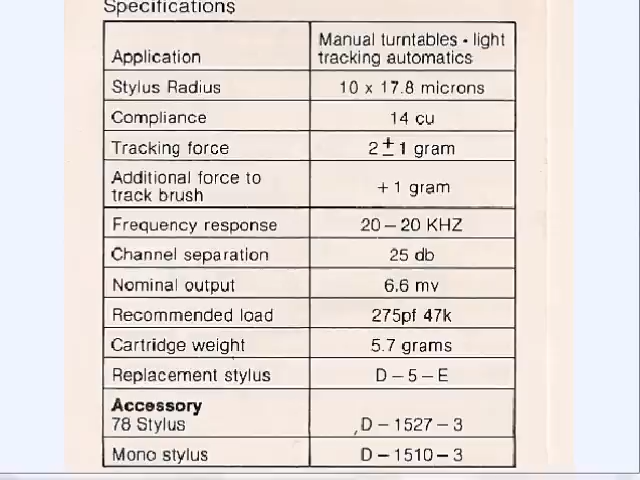 Specifications
Application
Manual turntables • light
tracking automatics
Stylus Radius 10 x 17.8 microns
Compliance 14 cu
Tracking force 2 ± 1 gram
Additional force to
track brush
+ 1 gram
Frequency response 20 – 20 KHZ
Channel separation 25 db
Nominal output 6.6 mv
Recommended load 275pf 47k
Cartridge weight 5.7 grams
Replacement stylus D – 5 – E
Accessory
78 Stylus D – 1527 – 3
Mono stylus D – 1510 – 3